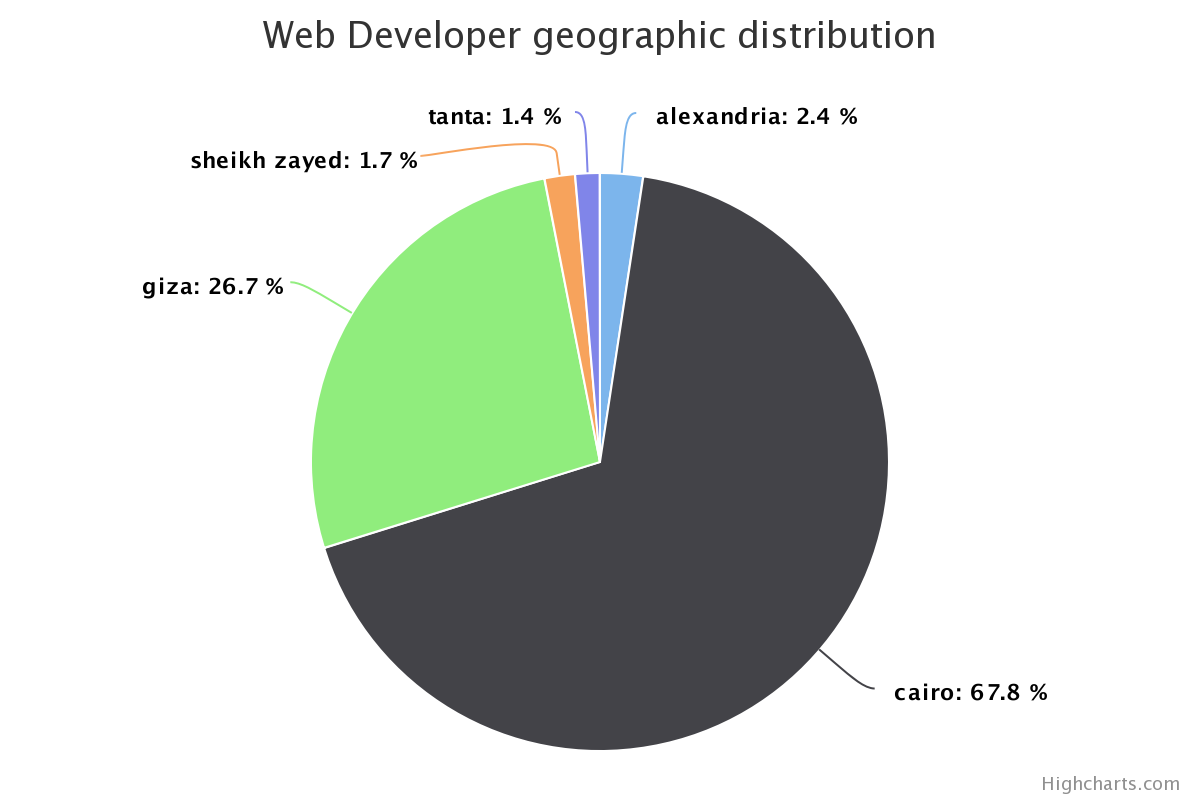 Web Developer geographic distribution
tanta: 1.4 %
alexandria: 2.4 %
sheikh zayed: 1.7 %
giza: 26.7 %
cairo: 67.8 %
Highcharts.com